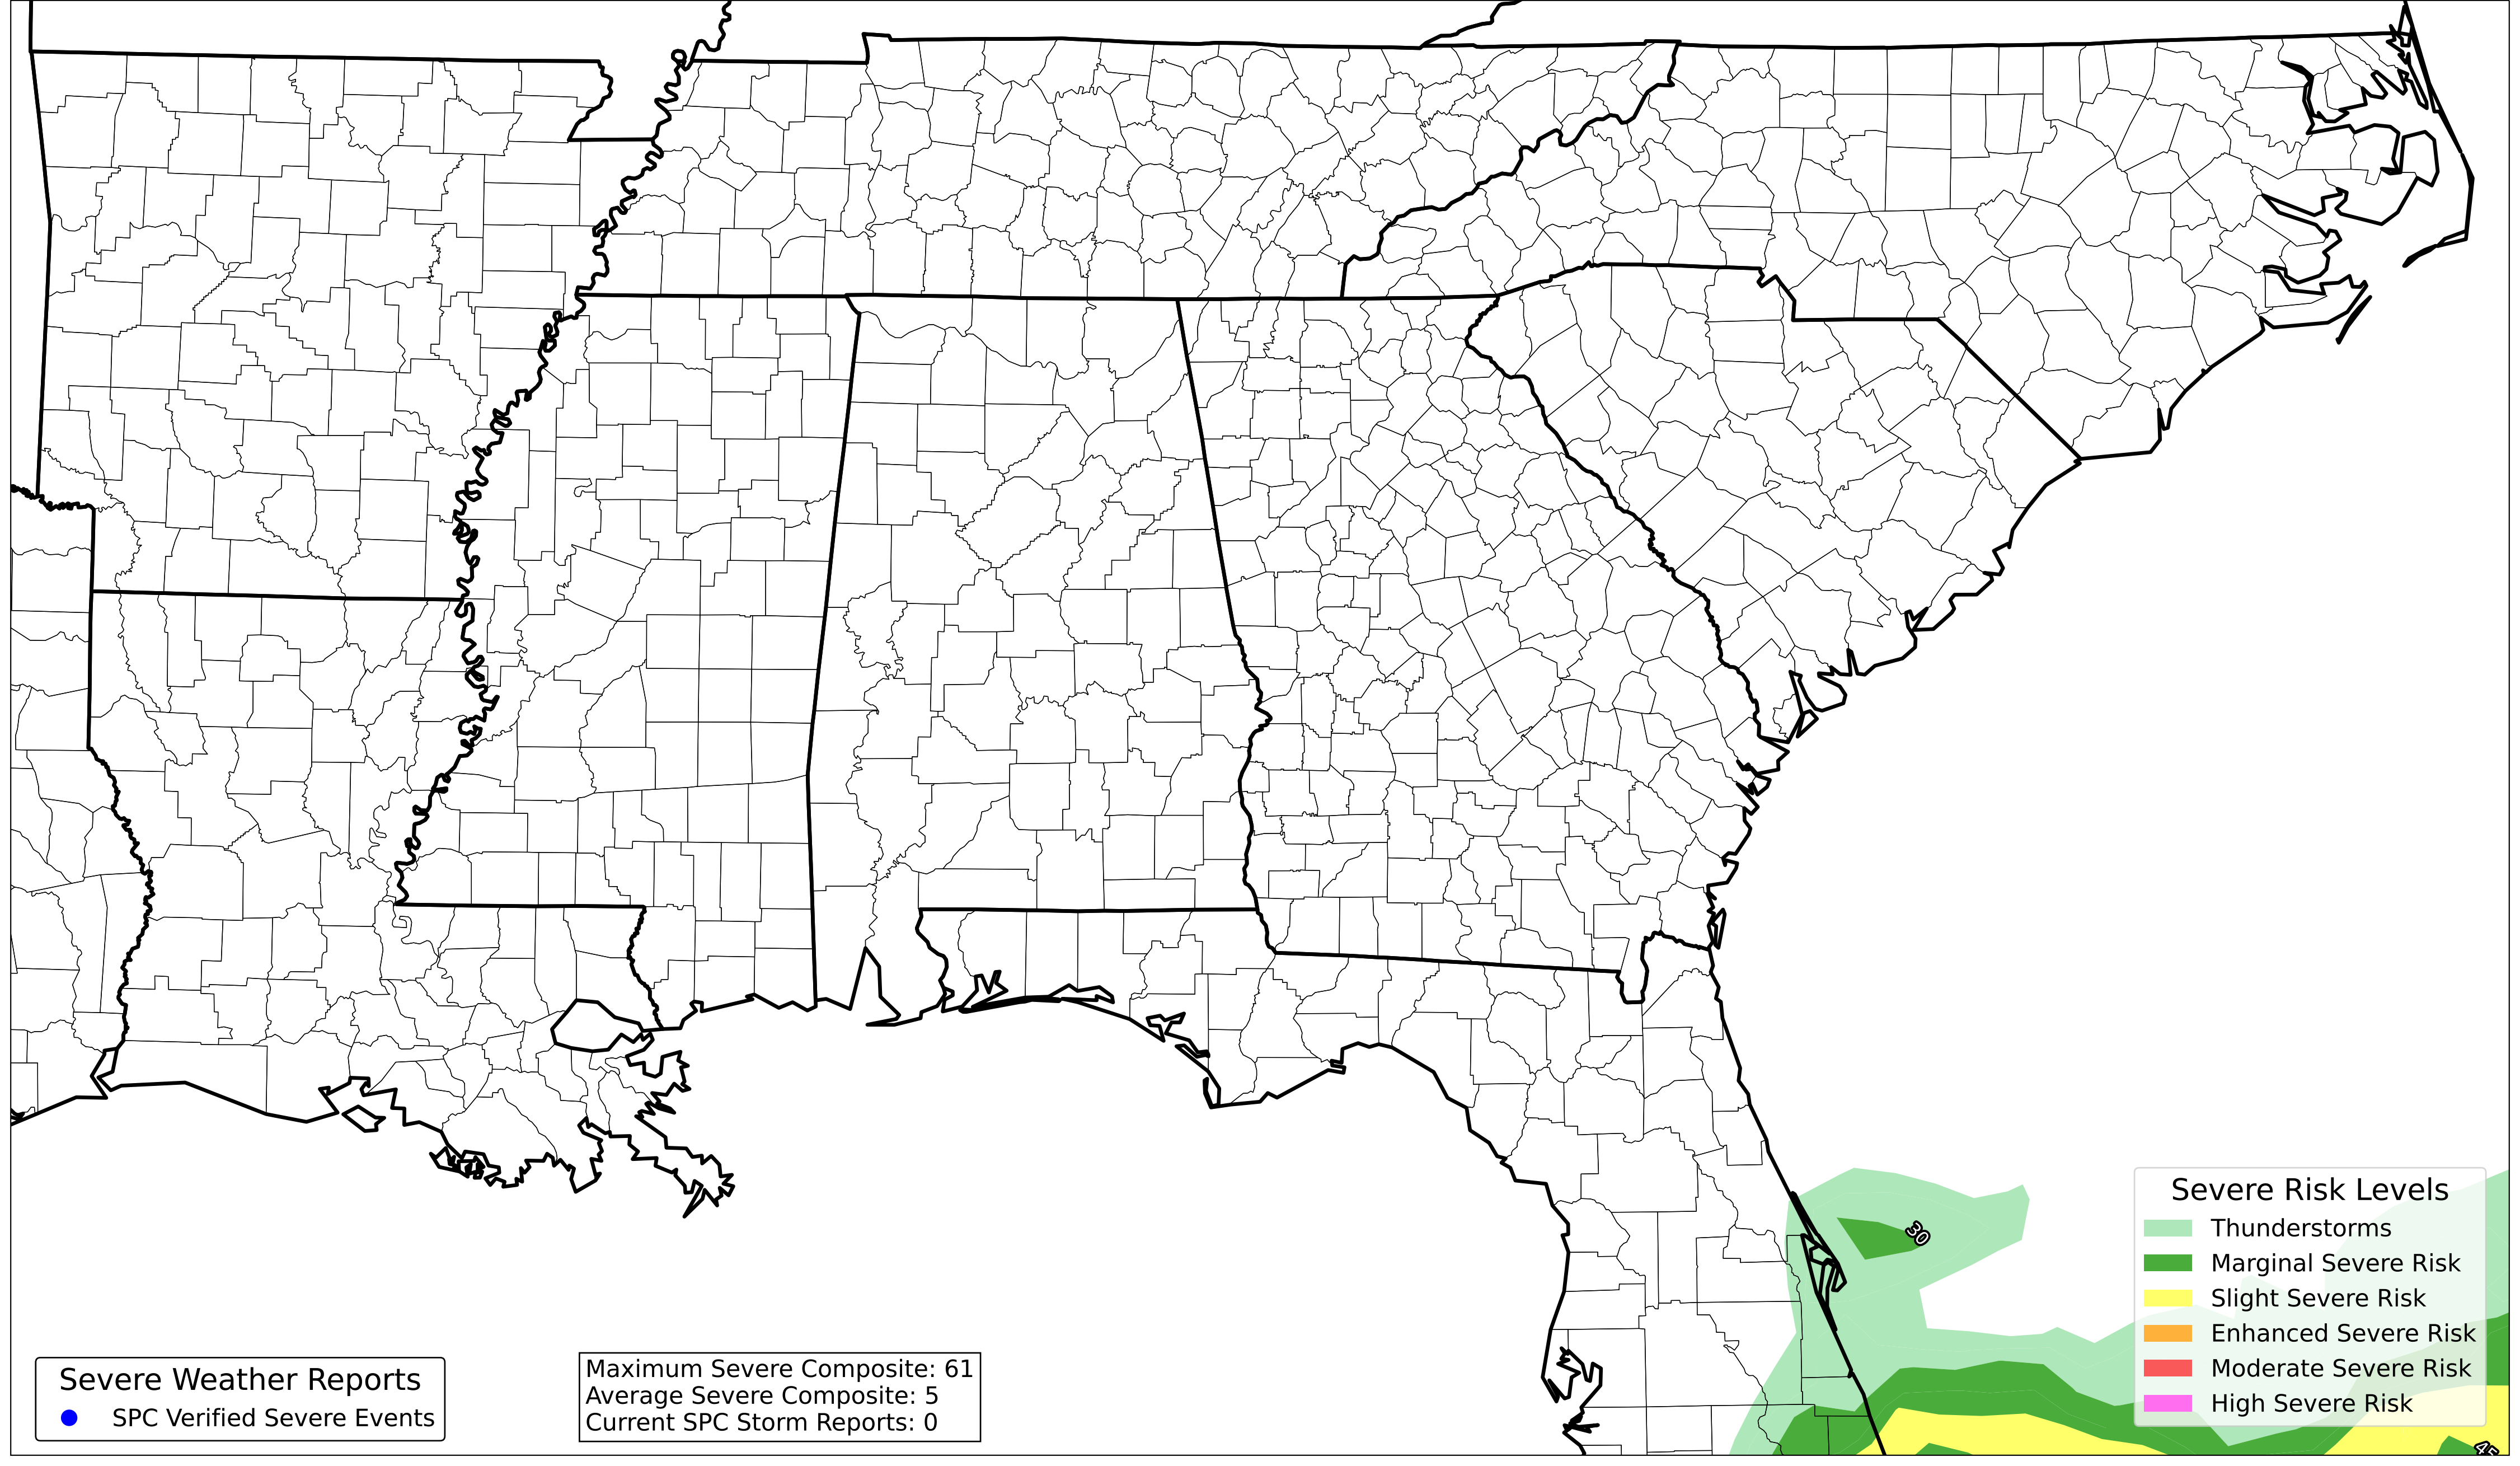 30
Severe Risk Levels
Thunderstorms
Marginal Severe Risk
Slight Severe Risk
Enhanced Severe Risk
Moderate Severe Risk
High Severe Risk
Severe Weather Reports
SPC Verified Severe Events
Maximum Severe Composite: 61
Average Severe Composite: 5
Current SPC Storm Reports: 0
45